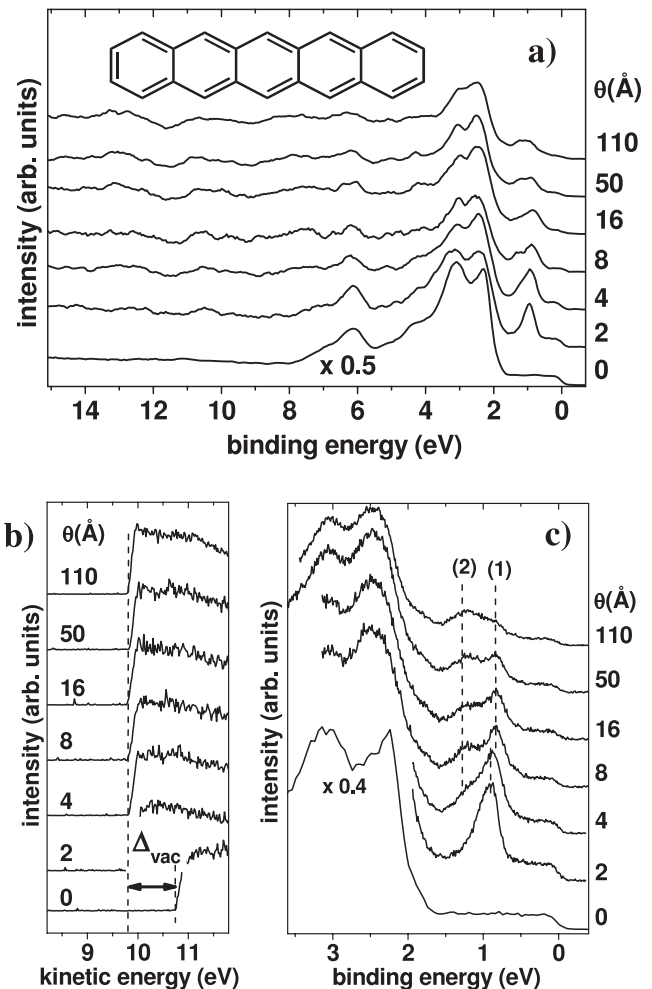 a)
θ(Å)
110
50
16
8
4
2
0
x 0.5
intensity (arb. units)
14 12 10 8 6 4 2 0
binding energy (eV)
b)
θ(Å)
110
50
16
8
4
2
0
Δvac
intensity (arb. units)
9 10 11
kinetic energy (eV)
c)
(2) (1)
θ(Å)
110
50
16
8
4
2
0
x 0.4
intensity (arb. units)
3 2 1 0
binding energy (eV)